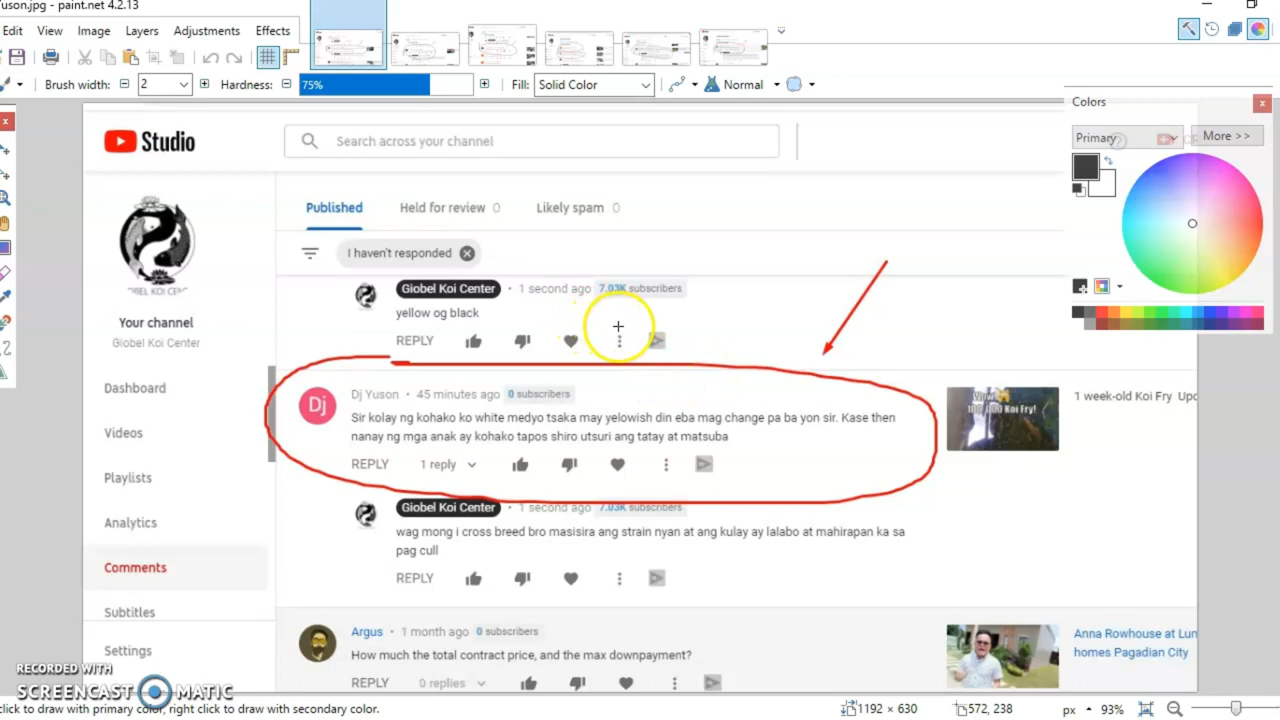 Yuson.jpg - paint.net 4.2.13
Edit View Image Layers Adjustments Effects
Brush width: 2 Hardness: 75% Fill: Solid Color Normal
Colors
Primary More >>
Studio
Search across your channel
Published Held for review 0 Likely spam 0
I haven't responded
Giobel Koi Center • 1 second ago 7.03K subscribers
yellow og black
REPLY
Your channel
Giobel Koi Center
Dashboard
Videos
Playlists
Analytics
Comments
Subtitles
Settings
Dj
Dj Yuson • 45 minutes ago 0 subscribers
Sir kolay ng kohako ko white medyo tsaka may yelowish din eba mag change pa ba yon sir. Kase then
nanay ng mga anak ay kohako tapos shiro utsuri ang tatay at matsuba
REPLY 1 reply
View
100,000 Koi Fry!
1 week-old Koi Fry Upd
Giobel Koi Center • 1 second ago 7.03K subscribers
wag mong i cross breed bro masisira ang strain nyan at ang kulay ay lalabo at mahirapan ka sa
pag cull
REPLY
Argus • 1 month ago 0 subscribers
How much the total contract price, and the max downpayment?
REPLY 0 replies
Anna Rowhouse at Lun
homes Pagadian City
RECORDED WITH
SCREENCAST MATIC
click to draw with primary color, right click to draw with secondary color.
1192 × 630 572, 238 px 93%